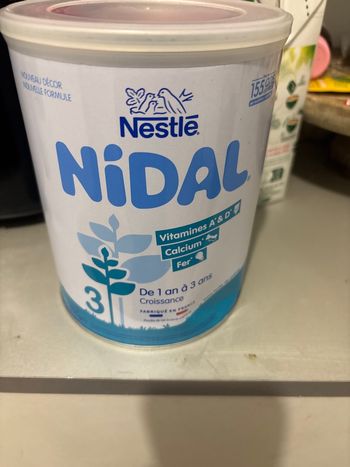 NOUVEAU DÉCOR
NOUVELLE FORMULE
155
Nestlé
NiDAL
Vitamines A* & D*
Calcium*
Fer*
3
De 1 an à 3 ans
Croissance
FABRIQUÉ EN FRANCE